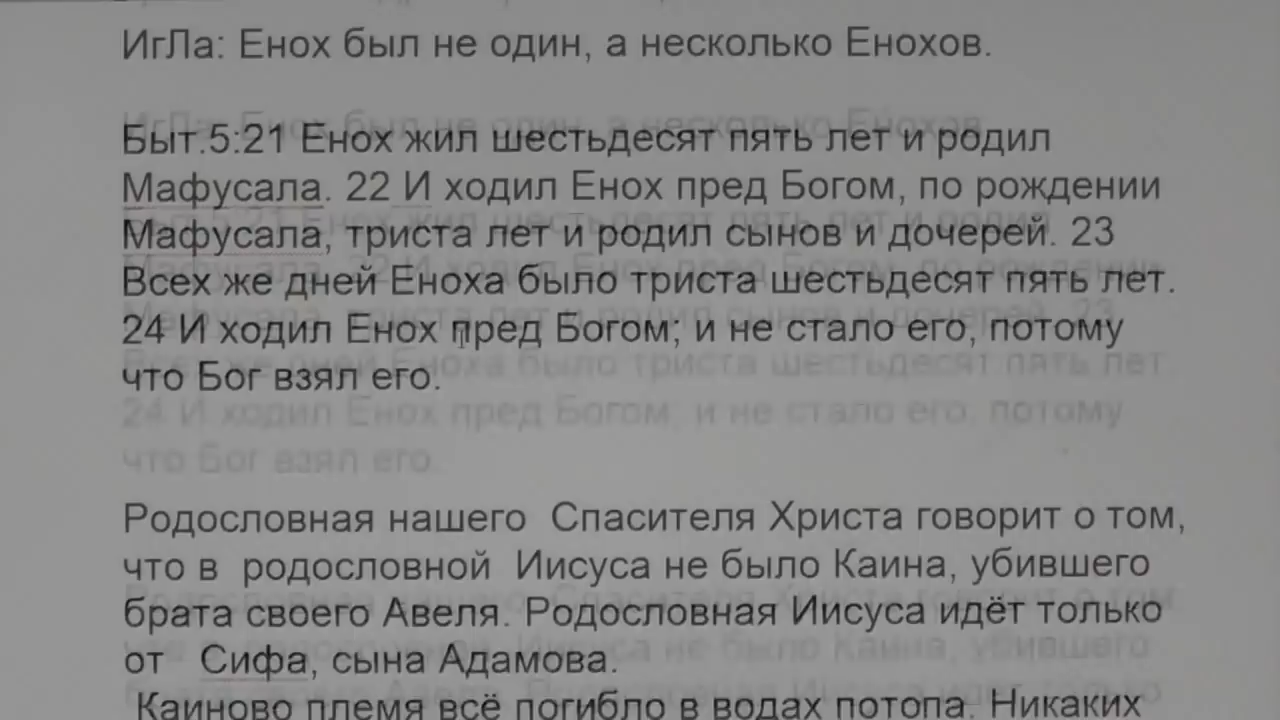 ИгЛа: Енох был не один, а несколько Енохов.
Быт.5:21 Енох жил шестьдесят пять лет и родил
Мафусала. 22 И ходил Енох пред Богом, по рождении
Мафусала, триста лет и родил сынов и дочерей. 23
Всех же дней Еноха было триста шестьдесят пять лет.
24 И ходил Енох пред Богом; и не стало его, потому
что Бог взял его.
Родословная нашего Спасителя Христа говорит о том,
что в родословной Иисуса не было Каина, убившего
брата своего Авеля. Родословная Иисуса идёт только
от Сифа, сына Адамова.
Каиново племя всё погибло в водах потопа. Никаких